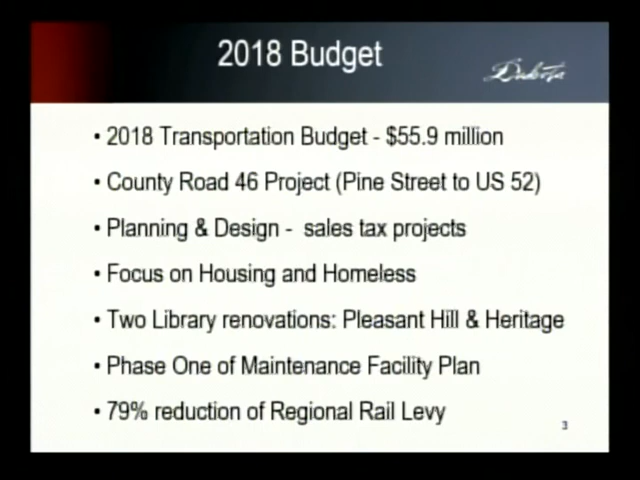 2018 Budget
Dakota
• 2018 Transportation Budget - $55.9 million
• County Road 46 Project (Pine Street to US 52)
• Planning & Design - sales tax projects
• Focus on Housing and Homeless
• Two Library renovations: Pleasant Hill & Heritage
• Phase One of Maintenance Facility Plan
• 79% reduction of Regional Rail Levy
3